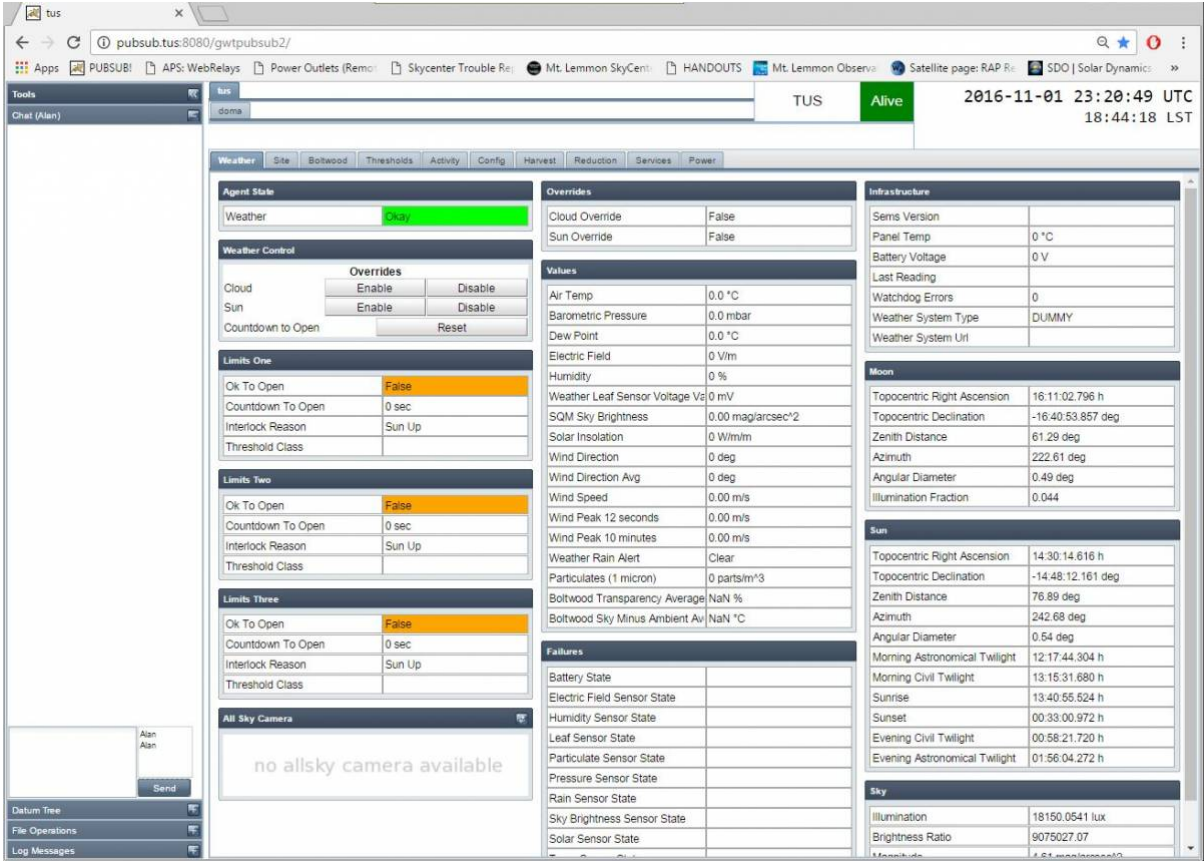 tus
pubsub.tus:8080/gwtpubsub2/
Apps PUBSUB! APS: WebRelays Power Outlets (Remo Skycenter Trouble Re Mt. Lemmon SkyCent HANDOUTS Mt. Lemmon Observa Satellite page: RAP R SDO | Solar Dynamics »
Tools
Chat (Alan)
tus
doma
TUS
Alive
2016-11-01 23:20:49 UTC
18:44:18 LST
Weather Site Boltwood Thresholds Activity Config Harvest Reduction Services Power
Agent State
Weather Okay
Weather Control
Overrides
Cloud Enable Disable
Sun Enable Disable
Countdown to Open Reset
Limits One
Ok To Open False
Countdown To Open 0 sec
Interlock Reason Sun Up
Threshold Class
Limits Two
Ok To Open False
Countdown To Open 0 sec
Interlock Reason Sun Up
Threshold Class
Limits Three
Ok To Open False
Countdown To Open 0 sec
Interlock Reason Sun Up
Threshold Class
All Sky Camera
no allsky camera available
Overrides
Cloud Override False
Sun Override False
Values
Air Temp 0.0 °C
Barometric Pressure 0.0 mbar
Dew Point 0.0 °C
Electric Field 0 V/m
Humidity 0 %
Weather Leaf Sensor Voltage Va 0 mV
SQM Sky Brightness 0.00 mag/arcsec^2
Solar Insolation 0 W/m/m
Wind Direction 0 deg
Wind Direction Avg 0 deg
Wind Speed 0.00 m/s
Wind Peak 12 seconds 0.00 m/s
Wind Peak 10 minutes 0.00 m/s
Weather Rain Alert Clear
Particulates (1 micron) 0 parts/m^3
Boltwood Transparency Average NaN %
Boltwood Sky Minus Ambient Av NaN °C
Failures
Battery State
Electric Field Sensor State
Humidity Sensor State
Leaf Sensor State
Particulate Sensor State
Pressure Sensor State
Rain Sensor State
Sky Brightness Sensor State
Solar Sensor State
Infrastructure
Sems Version
Panel Temp 0 °C
Battery Voltage 0 V
Last Reading
Watchdog Errors 0
Weather System Type DUMMY
Weather System Url
Moon
Topocentric Right Ascension 16:11:02.796 h
Topocentric Declination -16:40:53.857 deg
Zenith Distance 61.29 deg
Azimuth 222.61 deg
Angular Diameter 0.49 deg
Illumination Fraction 0.044
Sun
Topocentric Right Ascension 14:30:14.616 h
Topocentric Declination -14:48:12.161 deg
Zenith Distance 76.89 deg
Azimuth 242.68 deg
Angular Diameter 0.54 deg
Morning Astronomical Twilight 12:17:44.304 h
Morning Civil Twilight 13:15:31.680 h
Sunrise 13:40:55.524 h
Sunset 00:33:00.972 h
Evening Civil Twilight 00:58:21.720 h
Evening Astronomical Twilight 01:56:04.272 h
Sky
Illumination 18150.0541 lux
Brightness Ratio 9075027.07
Alan
Alan
Send
Datum Tree
File Operations
Log Messages